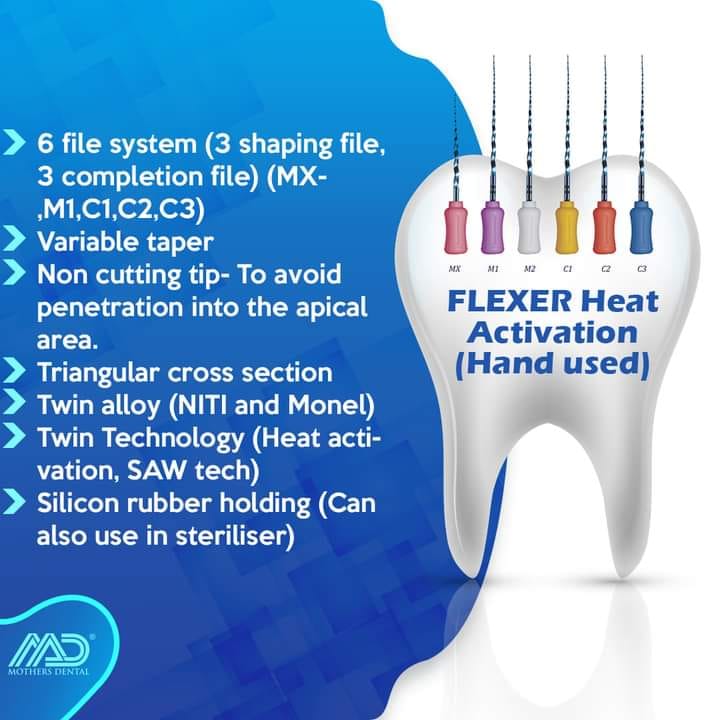 6 file system (3 shaping file,
3 completion file) (MX-
,M1,C1,C2,C3)
Variable taper
Non cutting tip- To avoid
penetration into the apical
area.
Triangular cross section
Twin alloy (NITI and Monel)
Twin Technology (Heat acti-
vation, SAW tech)
Silicon rubber holding (Can
also use in steriliser)
MX M1 M2 C1 C2 C3
FLEXER Heat
Activation
(Hand used)
MD®
MOTHERS DENTAL